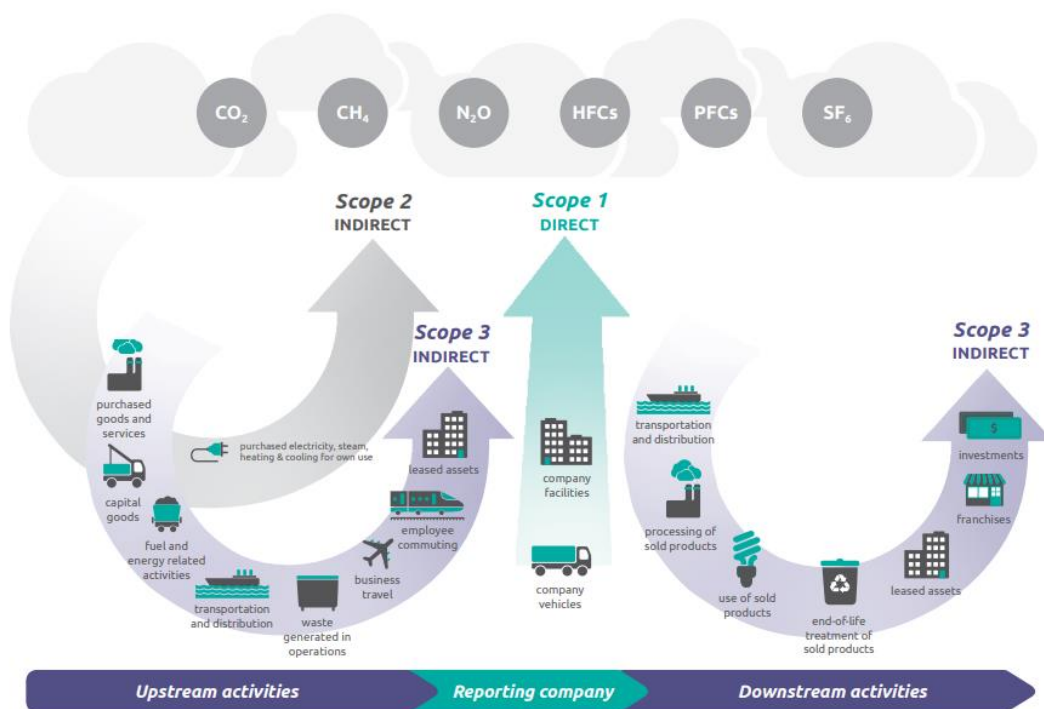 CO₂
CH₄
N₂O
HFCs
PFCs
SF₆
Scope 2
INDIRECT
Scope 1
DIRECT
Scope 3
INDIRECT
Scope 3
INDIRECT
purchased
goods and
services
capital
goods
fuel and
energy related
activities
transportation
and distribution
waste
generated in
operations
business
travel
employee
commuting
leased assets
purchased electricity, steam,
heating & cooling for own use
company
facilities
company
vehicles
transportation
and distribution
processing of
sold products
use of sold
products
end-of-life
treatment of
sold products
leased assets
franchises
$
investments
Upstream activities
Reporting company
Downstream activities